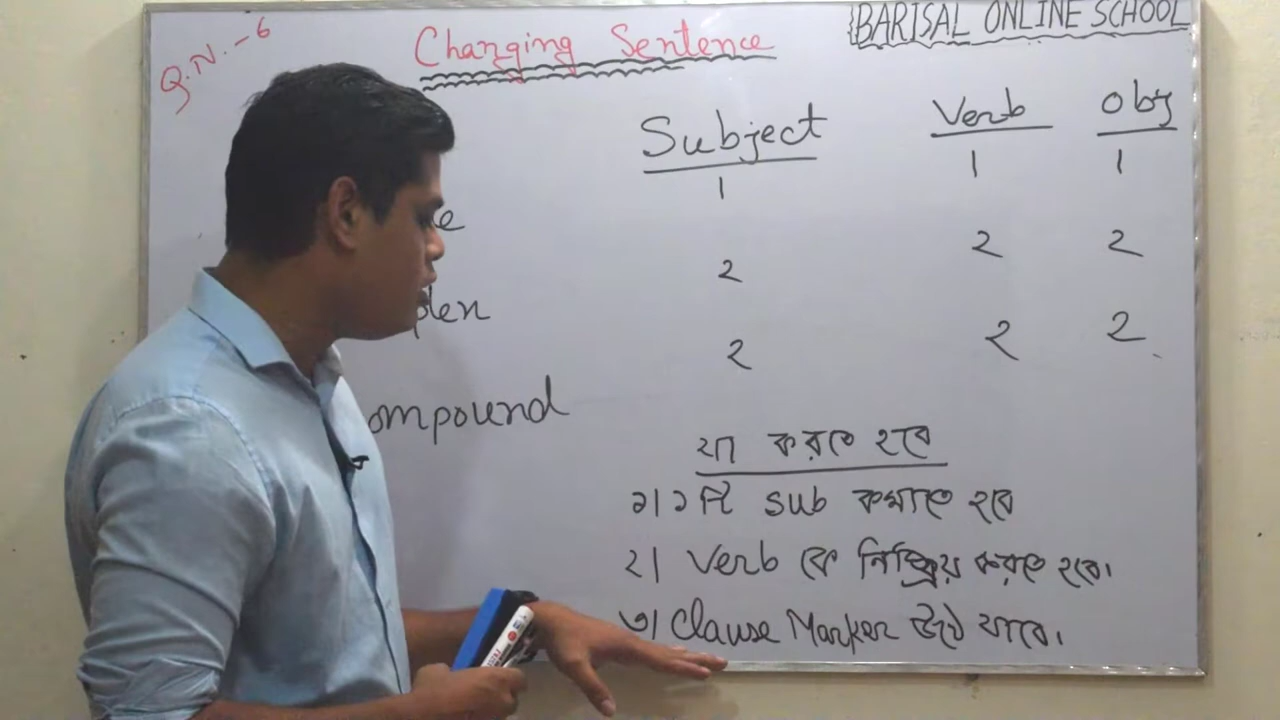 Q.N.-6
Changing Sentence
BARISAL ONLINE SCHOOL
Subject Verb Obj
1 1 1
2 2 2
2 2 2
ompound
যা করতে হবে
১। ১টি sub কমাতে হবে
২। Verb কে নিষ্ক্রিয় করতে হবে।
৩। Clause Marker উঠে যাবে।